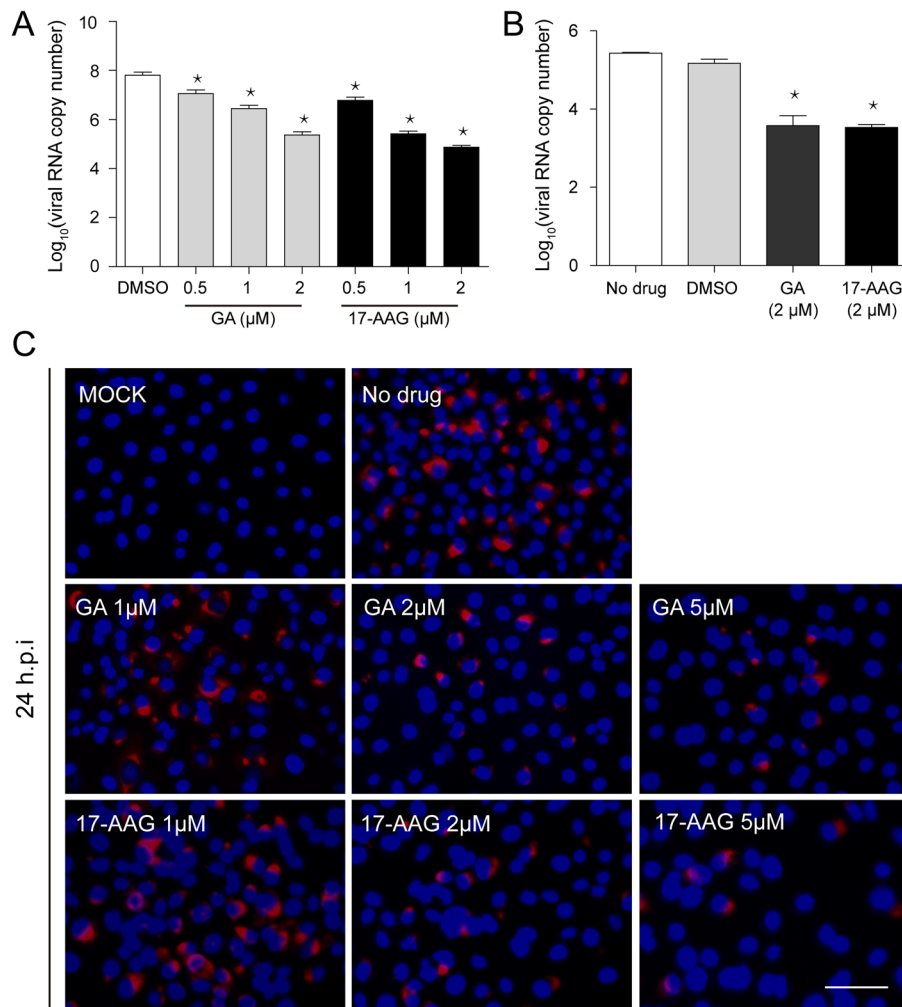 A
Log10(viral RNA copy number)
10
8
6
4
2
0
* * * * * *
DMSO 0.5 1 2 0.5 1 2
GA (μM) 17-AAG (μM)
B
Log10(viral RNA copy number)
6
4
2
0
* *
No drug DMSO GA 17-AAG
(2 μM) (2 μM)
C
24 h.p.i
MOCK No drug
GA 1μM GA 2μM GA 5μM
17-AAG 1μM 17-AAG 2μM 17-AAG 5μM